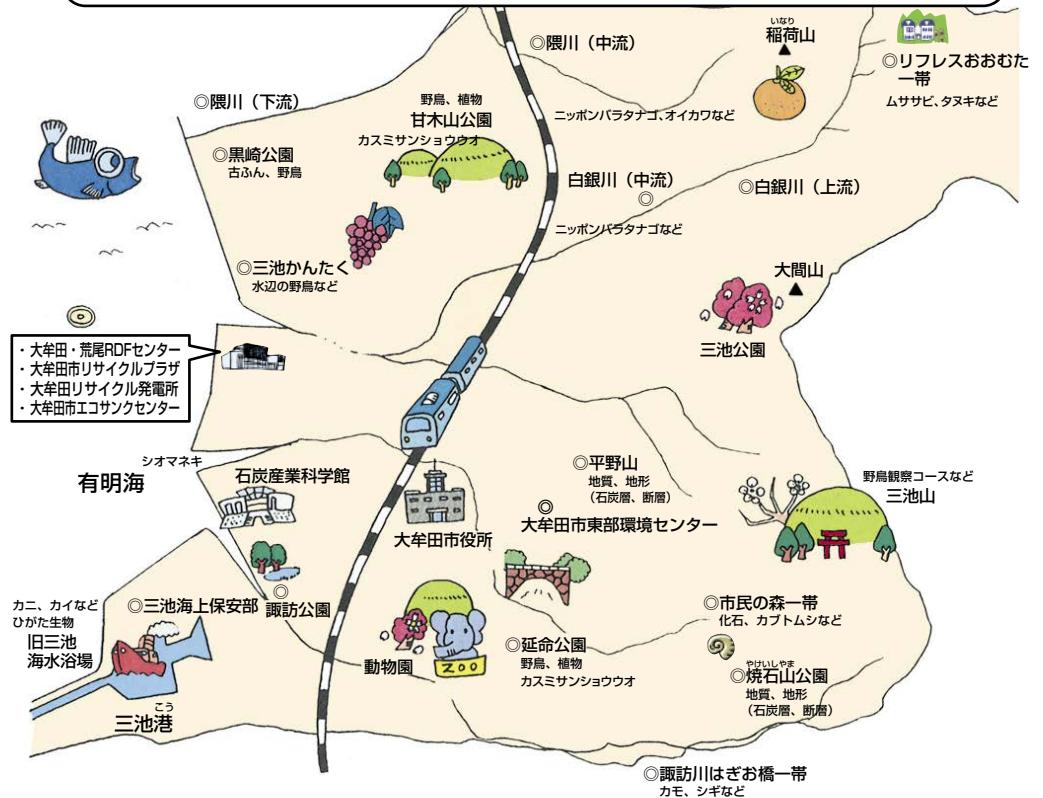 ◎隈川（中流）
いなり
稲荷山
◎リフレスおおむた
一帯
ムササビ、タヌキなど
◎隈川（下流）
野鳥、植物
甘木山公園
カスミサンショウウオ
ニッポンバラタナゴ、オイカワなど
◎黒崎公園
古ふん、野鳥
白銀川（中流）
◎
ニッポンバラタナゴなど
◎白銀川（上流）
◎三池かんたく
水辺の野鳥など
大間山
三池公園
・大牟田・荒尾RDFセンター
・大牟田市リサイクルプラザ
・大牟田リサイクル発電所
・大牟田市エコサンクセンター
シオマネキ
有明海
石炭産業科学館
大牟田市役所
◎平野山
地質、地形
（石炭層、断層）
◎
大牟田市東部環境センター
野鳥観察コースなど
三池山
カニ、カイなど
ひがた生物
旧三池
海水浴場
◎三池海上保安部
◎
諏訪公園
動物園
ZOO
◎延命公園
野鳥、植物
カスミサンショウウオ
◎市民の森一帯
化石、カブトムシなど
やけいしやま
◎焼石山公園
地質、地形
（石炭層、断層）
こう
三池港
◎諏訪川はぎお橋一帯
カモ、シギなど